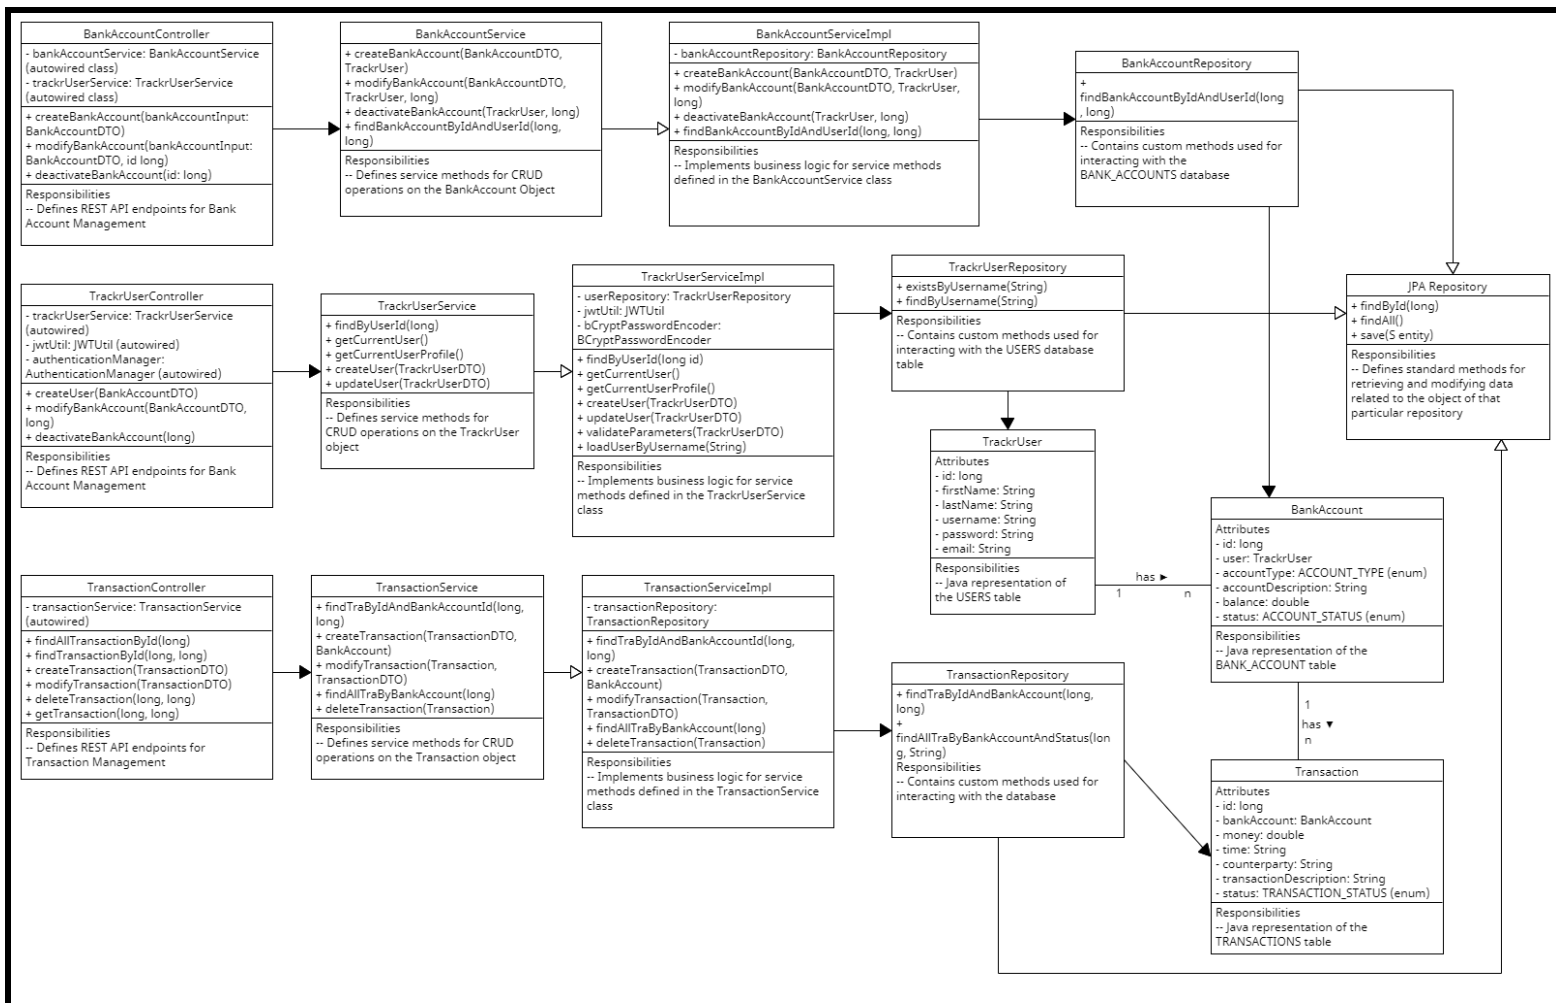 BankAccountController
- bankAccountService: BankAccountService
(autowired class)
- trackrUserService: TrackrUserService
(autowired class)
+ createBankAccount(bankAccountInput:
BankAccountDTO)
+ modifyBankAccount(bankAccountInput:
BankAccountDTO, id long)
+ deactivateBankAccount(id: long)
Responsibilities
-- Defines REST API endpoints for Bank
Account Management
BankAccountService
+ createBankAccount(BankAccountDTO,
TrackrUser)
+ modifyBankAccount(BankAccountDTO,
TrackrUser, long)
+ deactivateBankAccount(TrackrUser, long)
+ findBankAccountByIdAndUserId(long,
long)
Responsibilities
-- Defines service methods for CRUD
operations on the BankAccount Object
BankAccountServiceImpl
- bankAccountRepository: BankAccountRepository
+ createBankAccount(BankAccountDTO, TrackrUser)
+ modifyBankAccount(BankAccountDTO, TrackrUser,
long)
+ deactivateBankAccount(TrackrUser, long)
+ findBankAccountByIdAndUserId(long, long)
Responsibilities
-- Implements business logic for service methods
defined in the BankAccountService class
BankAccountRepository
+
findBankAccountByIdAndUserId(long
, long)
Responsibilities
-- Contains custom methods used for
interacting with the
BANK_ACCOUNTS database
TrackrUserController
- trackrUserService: TrackrUserService
(autowired)
- jwtUtil: JWTUtil (autowired)
- authenticationManager:
AuthenticationManager (autowired)
+ createUser(BankAccountDTO)
+ modifyBankAccount(BankAccountDTO,
long)
+ deactivateBankAccount(long)
Responsibilities
-- Defines REST API endpoints for Bank
Account Management
TrackrUserService
+ findByUserId(long)
+ getCurrentUser()
+ getCurrentUserProfile()
+ createUser(TrackrUserDTO)
+ updateUser(TrackrUserDTO)
Responsibilities
-- Defines service methods for
CRUD operations on the TrackrUser
object
TrackrUserServiceImpl
- userRepository: TrackrUserRepository
- jwtUtil: JWTUtil
- bCryptPasswordEncoder:
BCryptPasswordEncoder
+ findByUserId(long id)
+ getCurrentUser()
+ getCurrentUserProfile()
+ createUser(TrackrUserDTO)
+ updateUser(TrackrUserDTO)
+ validateParameters(TrackrUserDTO)
+ loadUserByUsername(String)
Responsibilities
-- Implements business logic for service
methods defined in the TrackrUserService
class
TrackrUserRepository
+ existsByUsername(String)
+ findByUsername(String)
Responsibilities
-- Contains custom methods used for
interacting with the USERS database
table
JPA Repository
+ findById(long)
+ findAll()
+ save(S entity)
Responsibilities
-- Defines standard methods for
retrieving and modifying data
related to the object of that
particular repository
TrackrUser
Attributes
- id: long
- firstName: String
- lastName: String
- username: String
- password: String
- email: String
Responsibilities
-- Java representation of
the USERS table
has ►
1
n
BankAccount
Attributes
- id: long
- user: TrackrUser
- accountType: ACCOUNT_TYPE (enum)
- accountDescription: String
- balance: double
- status: ACCOUNT_STATUS (enum)
Responsibilities
-- Java representation of the
BANK_ACCOUNT table
1
has ▼
n
TransactionController
- transactionService: TransactionService
(autowired)
+ findAllTransactionById(long)
+ findTransactionById(long, long)
+ createTransaction(TransactionDTO)
+ modifyTransaction(TransactionDTO)
+ deleteTransaction(long, long)
+ getTransaction(long, long)
Responsibilities
-- Defines REST API endpoints for
Transaction Management
TransactionService
+ findTraByIdAndBankAccountId(long,
long)
+ createTransaction(TransactionDTO,
BankAccount)
+ modifyTransaction(Transaction,
TransactionDTO)
+ findAllTraByBankAccount(long)
+ deleteTransaction(Transaction)
Responsibilities
-- Defines service methods for CRUD
operations on the Transaction object
TransactionServiceImpl
- transactionRepository:
TransactionRepository
+ findTraByIdAndBankAccountId(long,
long)
+ createTransaction(TransactionDTO,
BankAccount)
+ modifyTransaction(Transaction,
TransactionDTO)
+ findAllTraByBankAccount(long)
+ deleteTransaction(Transaction)
Responsibilities
-- Implements business logic for service
methods defined in the TransactionService
class
TransactionRepository
+ findTraByIdAndBankAccount(long,
long)
+
findAllTraByBankAccountAndStatus(lon
g, String)
Responsibilities
-- Contains custom methods used for
interacting with the database
Transaction
Attributes
- id: long
- bankAccount: BankAccount
- money: double
- time: String
- counterparty: String
- transactionDescription: String
- status: TRANSACTION_STATUS (enum)
Responsibilities
-- Java representation of the
TRANSACTIONS table